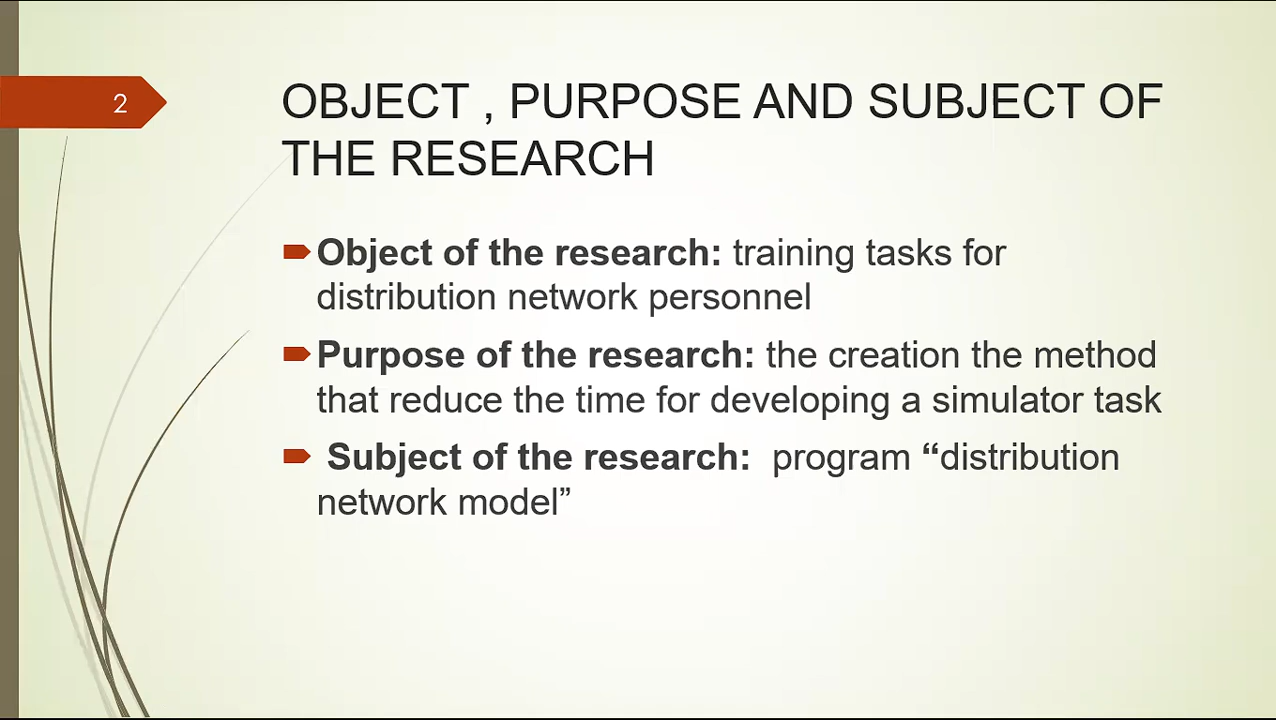 2
OBJECT , PURPOSE AND SUBJECT OF
THE RESEARCH
Object of the research: training tasks for
distribution network personnel
Purpose of the research: the creation the method
that reduce the time for developing a simulator task
Subject of the research: program “distribution
network model”